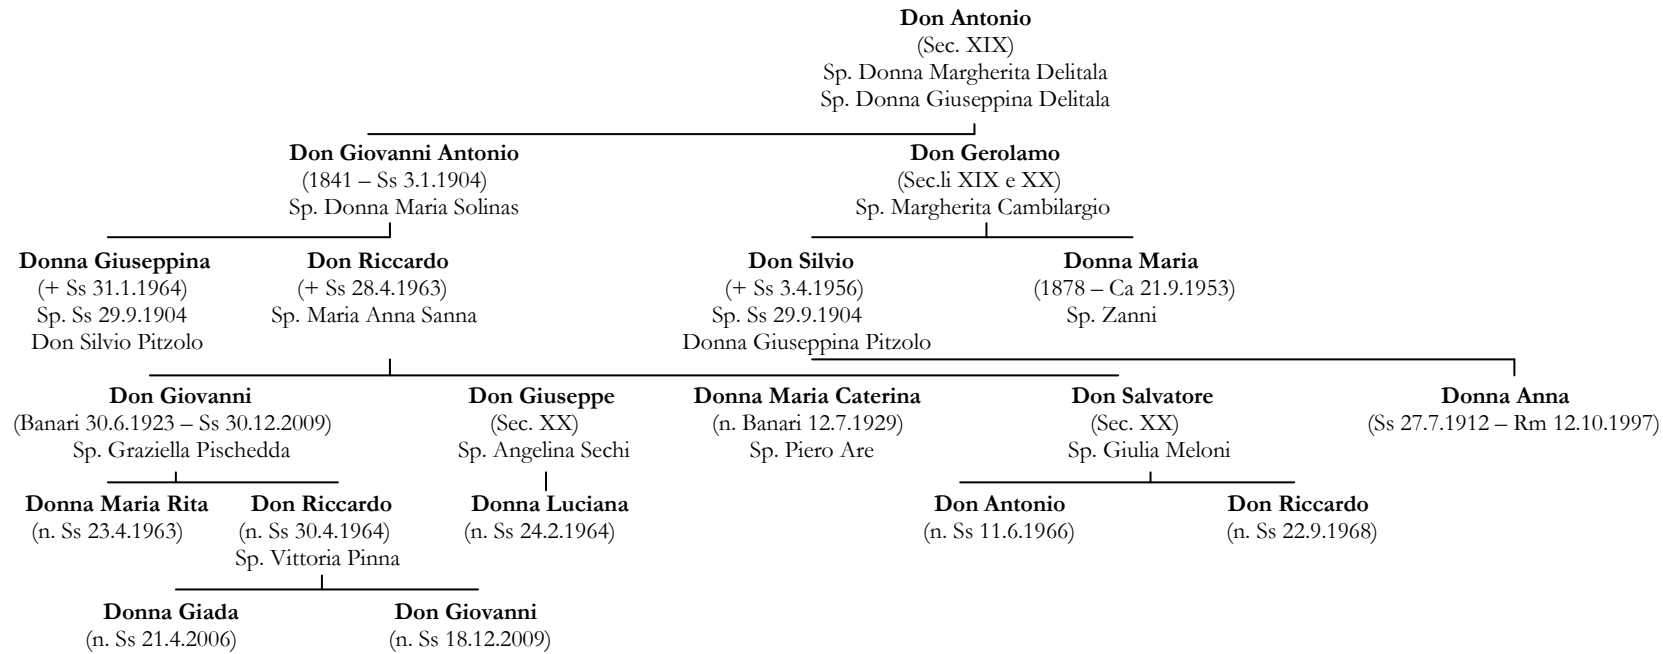 Don Antonio
(Sec. XIX)
Sp. Donna Margherita Delitala
Sp. Donna Giuseppina Delitala
Don Giovanni Antonio
(1841 – Ss 3.1.1904)
Sp. Donna Maria Solinas
Don Gerolamo
(Sec.li XIX e XX)
Sp. Margherita Cambilargio
Donna Giuseppina
(+ Ss 31.1.1964)
Sp. Ss 29.9.1904
Don Silvio Pitzolo
Don Riccardo
(+ Ss 28.4.1963)
Sp. Maria Anna Sanna
Don Silvio
(+ Ss 3.4.1956)
Sp. Ss 29.9.1904
Donna Giuseppina Pitzolo
Donna Maria
(1878 – Ca 21.9.1953)
Sp. Zanni
Don Giovanni
(Banari 30.6.1923 – Ss 30.12.2009)
Sp. Graziella Pischedda
Don Giuseppe
(Sec. XX)
Sp. Angelina Sechi
Donna Maria Caterina
(n. Banari 12.7.1929)
Sp. Piero Are
Don Salvatore
(Sec. XX)
Sp. Giulia Meloni
Donna Anna
(Ss 27.7.1912 – Rm 12.10.1997)
Donna Maria Rita
(n. Ss 23.4.1963)
Don Riccardo
(n. Ss 30.4.1964)
Sp. Vittoria Pinna
Donna Luciana
(n. Ss 24.2.1964)
Don Antonio
(n. Ss 11.6.1966)
Don Riccardo
(n. Ss 22.9.1968)
Donna Giada
(n. Ss 21.4.2006)
Don Giovanni
(n. Ss 18.12.2009)